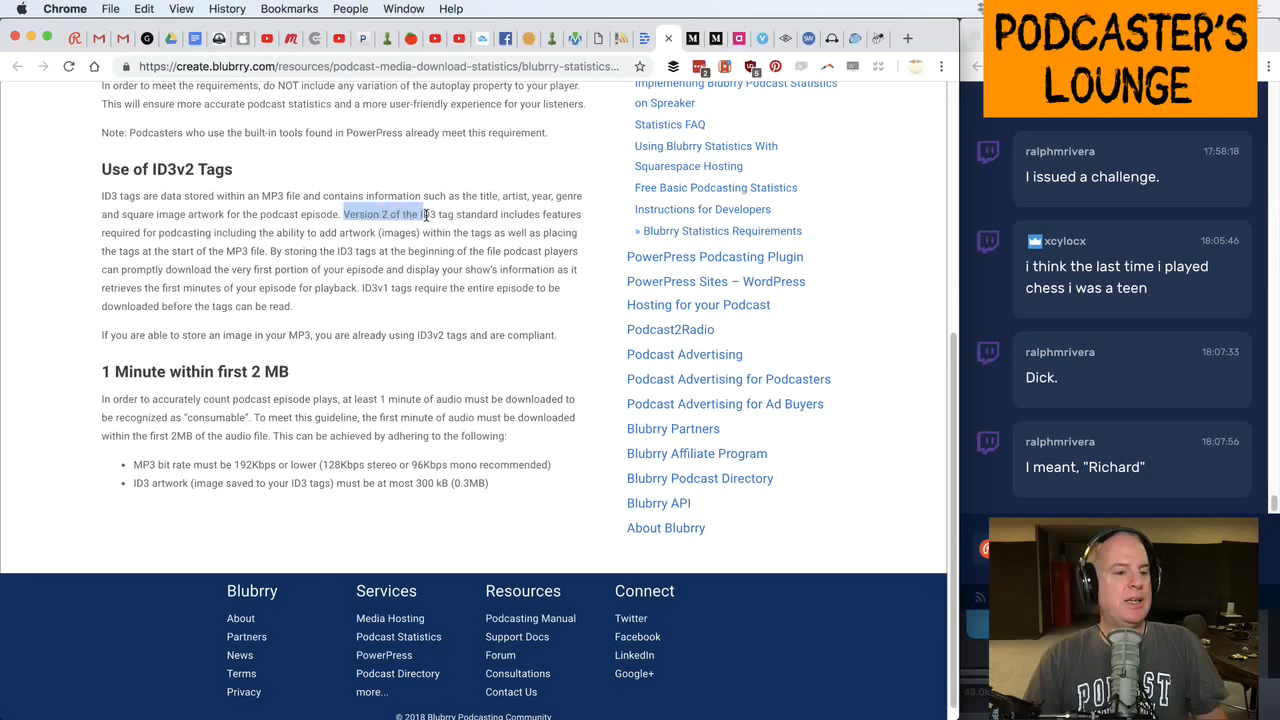 Chrome File Edit View History Bookmarks People Window Help
https://create.blubrry.com/resources/podcast-media-download-statistics/blubrry-statistics...
2
6
In order to meet the requirements, do NOT include any variation of the autoplay property to your player.
This will ensure more accurate podcast statistics and a more user-friendly experience for your listeners.
Note: Podcasters who use the built-in tools found in PowerPress already meet this requirement.
Use of ID3v2 Tags
ID3 tags are data stored within an MP3 file and contains information such as the title, artist, year, genre
and square image artwork for the podcast episode. Version 2 of the ID3 tag standard includes features
required for podcasting including the ability to add artwork (images) within the tags as well as placing
the tags at the start of the MP3 file. By storing the ID3 tags at the beginning of the file podcast players
can promptly download the very first portion of your episode and display your show's information as it
retrieves the first minutes of your episode for playback. ID3v1 tags require the entire episode to be
downloaded before the tags can be read.
If you are able to store an image in your MP3, you are already using ID3v2 tags and are compliant.
1 Minute within first 2 MB
In order to accurately count podcast episode plays, at least 1 minute of audio must be downloaded to
be recognized as “consumable”. To meet this guideline, the first minute of audio must be downloaded
within the first 2MB of the audio file. This can be achieved by adhering to the following:
• MP3 bit rate must be 192Kbps or lower (128Kbps stereo or 96Kbps mono recommended)
• ID3 artwork (image saved to your ID3 tags) must be at most 300 kB (0.3MB)
Implementing Blubrry Podcast Statistics
on Spreaker
Statistics FAQ
Using Blubrry Statistics With
Squarespace Hosting
Free Basic Podcasting Statistics
Instructions for Developers
» Blubrry Statistics Requirements
PowerPress Podcasting Plugin
PowerPress Sites – WordPress
Hosting for your Podcast
Podcast2Radio
Podcast Advertising
Podcast Advertising for Podcasters
Podcast Advertising for Ad Buyers
Blubrry Partners
Blubrry Affiliate Program
Blubrry Podcast Directory
Blubrry API
About Blubrry
Blubrry
About
Partners
News
Terms
Privacy
Services
Media Hosting
Podcast Statistics
PowerPress
Podcast Directory
more...
Resources
Podcasting Manual
Support Docs
Forum
Consultations
Contact Us
Connect
Twitter
Facebook
LinkedIn
Google+
© 2018 Blubrry Podcasting Community
PODCASTER'S
LOUNGE
ralphmrivera 17:58:18
I issued a challenge.
xcylocx 18:05:46
i think the last time i played
chess i was a teen
ralphmrivera 18:07:33
Dick.
ralphmrivera 18:07:56
I meant, "Richard"
48.0k